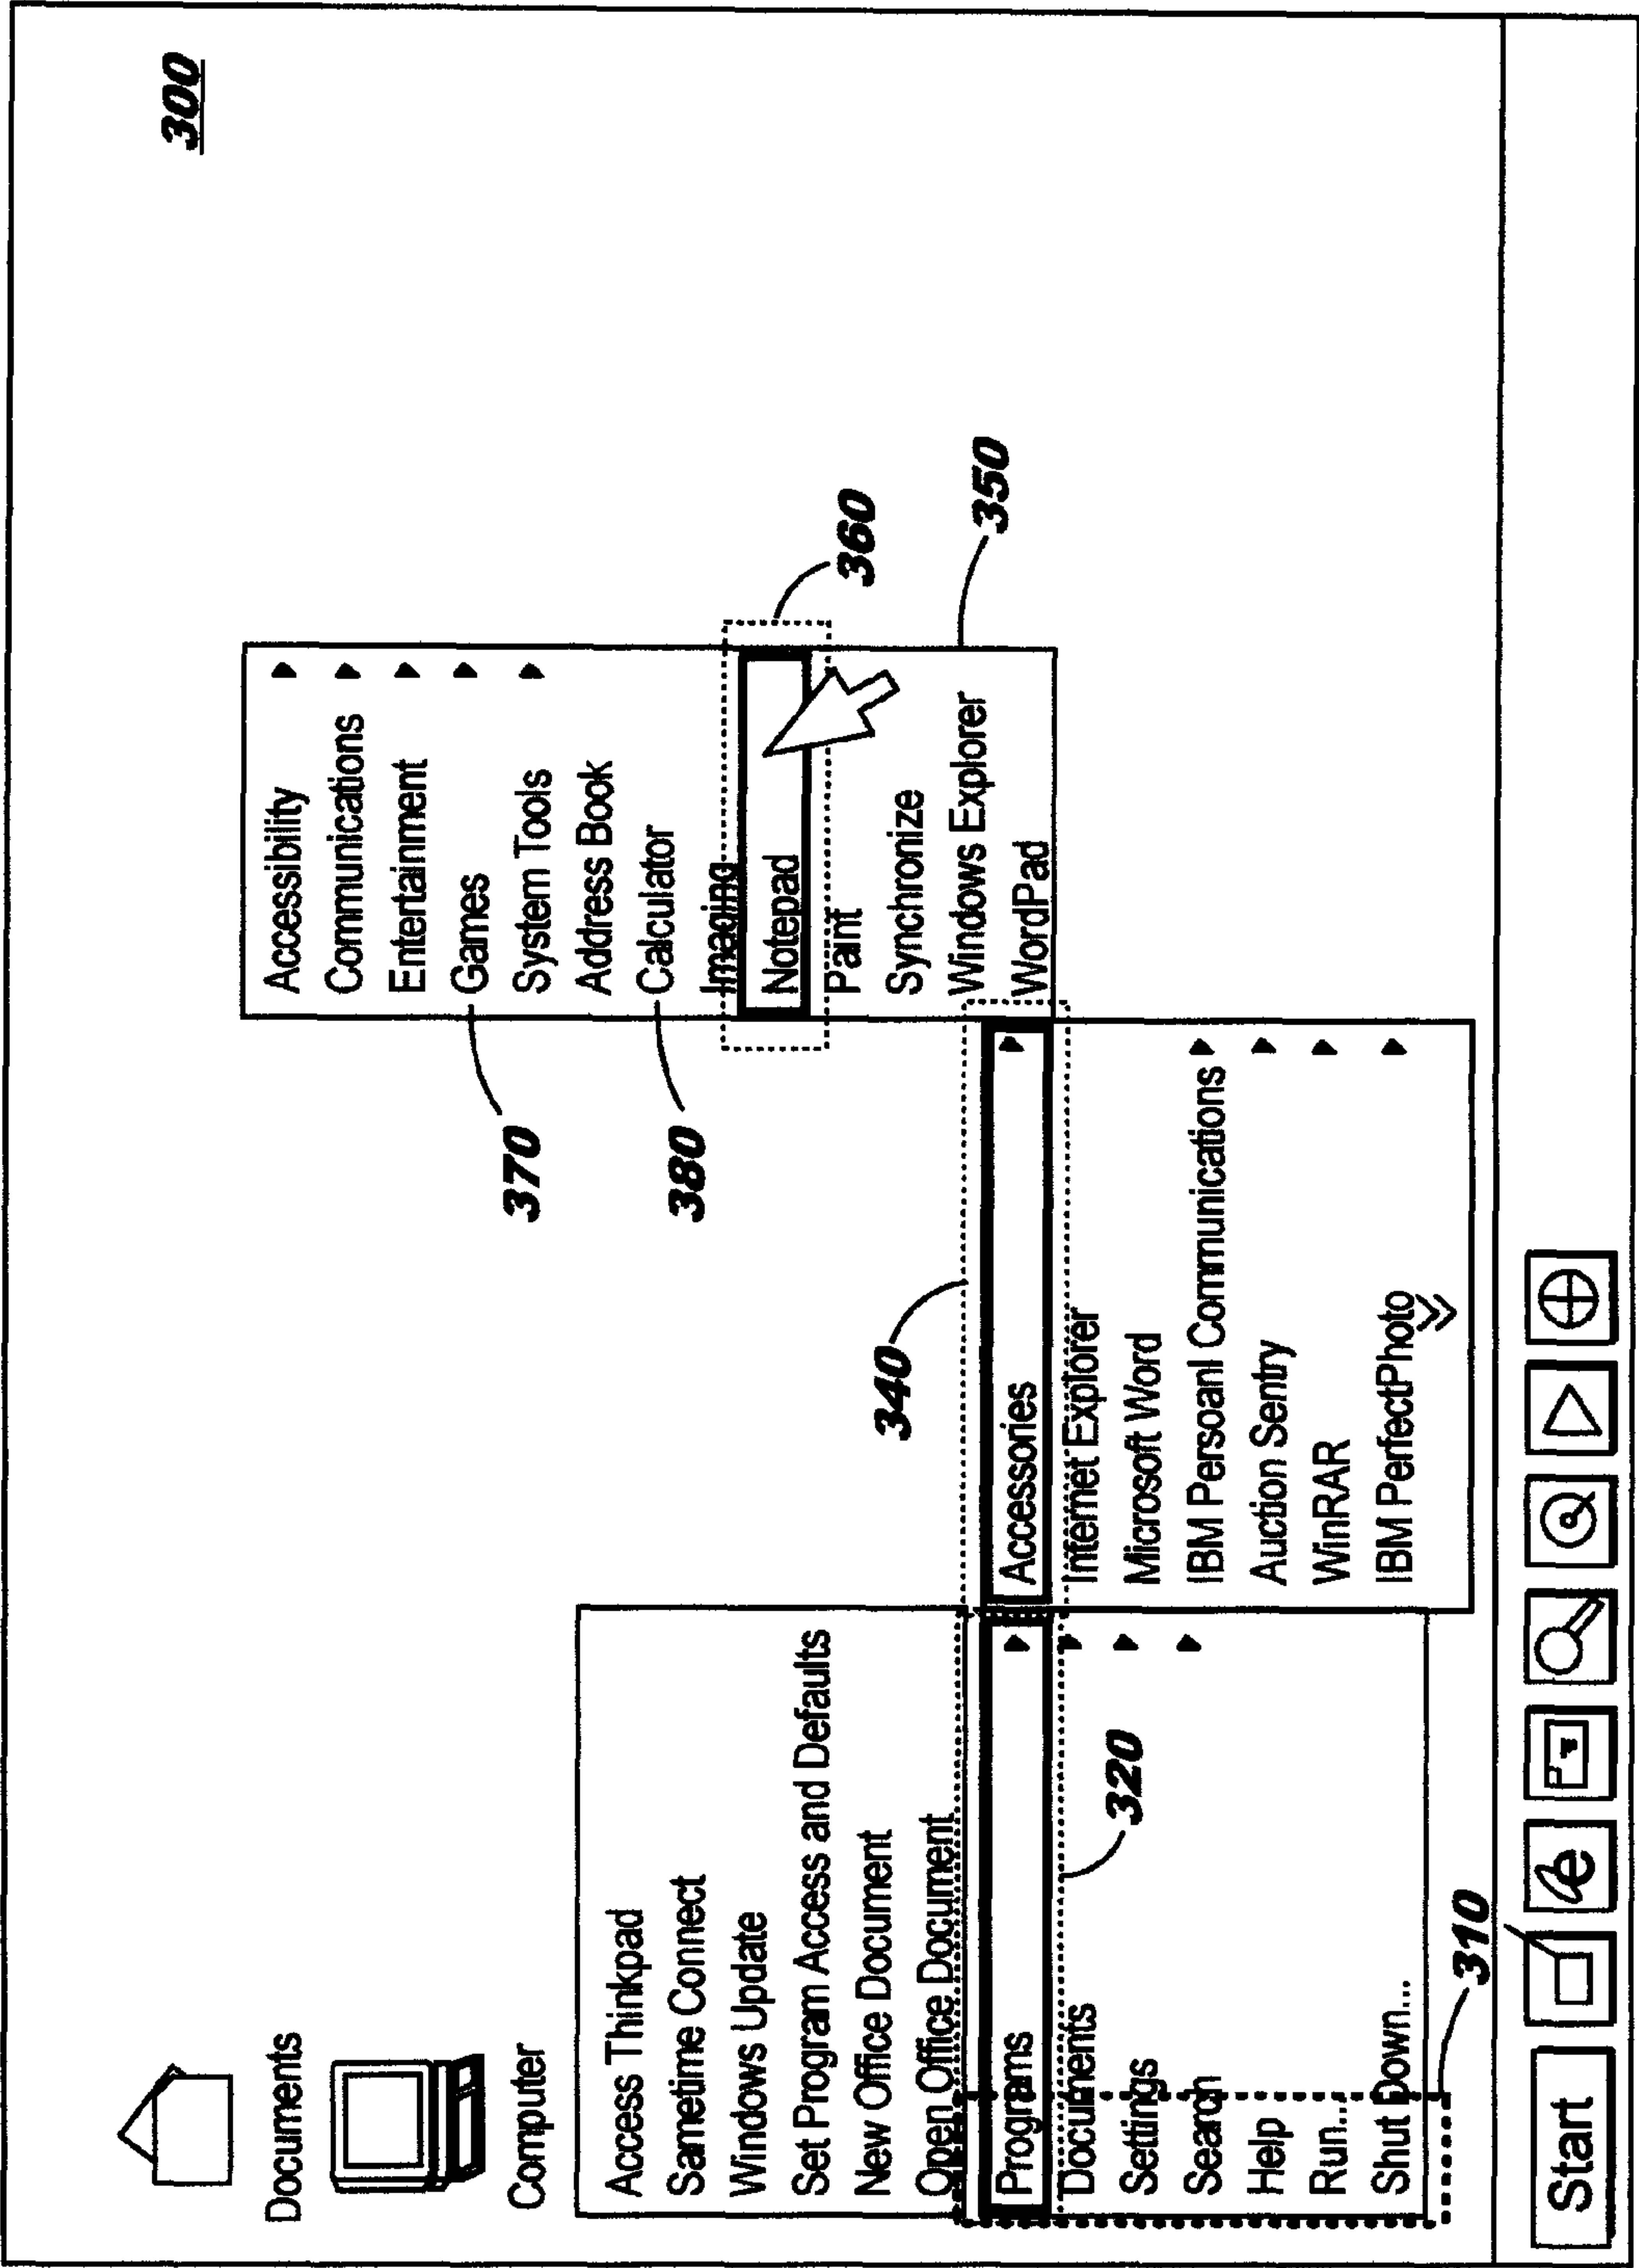 300
Documents
Computer
Access Thinkpad
Sametime Connect
Windows Update
Set Program Access and Defaults
New Office Document
Open Office Document
Programs
Documents
Settings
Search
Help
Run...
Shut Down...
320
310
340
Accessories
Internet Explorer
Microsoft Word
IBM Persoanl Communications
Auction Sentry
WinRAR
IBM PerfectPhoto
370
380
Accessibility
Communications
Entertainment
Games
System Tools
Address Book
Calculator
Imaging
Notepad
Paint
Synchronize
Windows Explorer
WordPad
360
350
Start
e